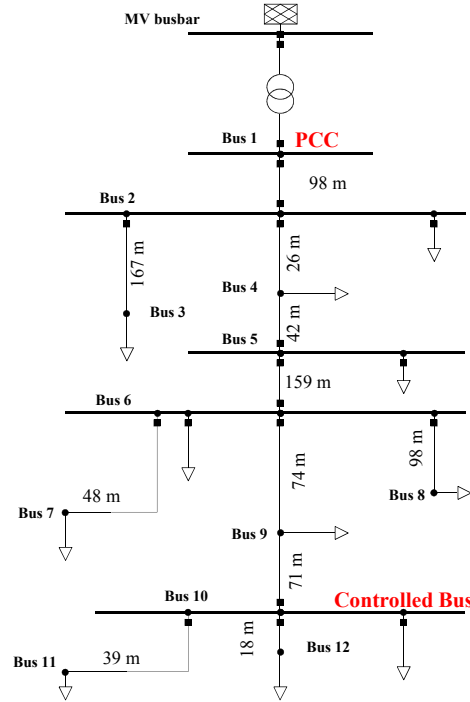 MV busbar
Bus 1
PCC
98 m
Bus 2
167 m
26 m
Bus 4
Bus 3
42 m
Bus 5
159 m
Bus 6
98 m
74 m
48 m
Bus 7
Bus 8
Bus 9
71 m
Bus 10
Controlled Bus
18 m
Bus 12
39 m
Bus 11